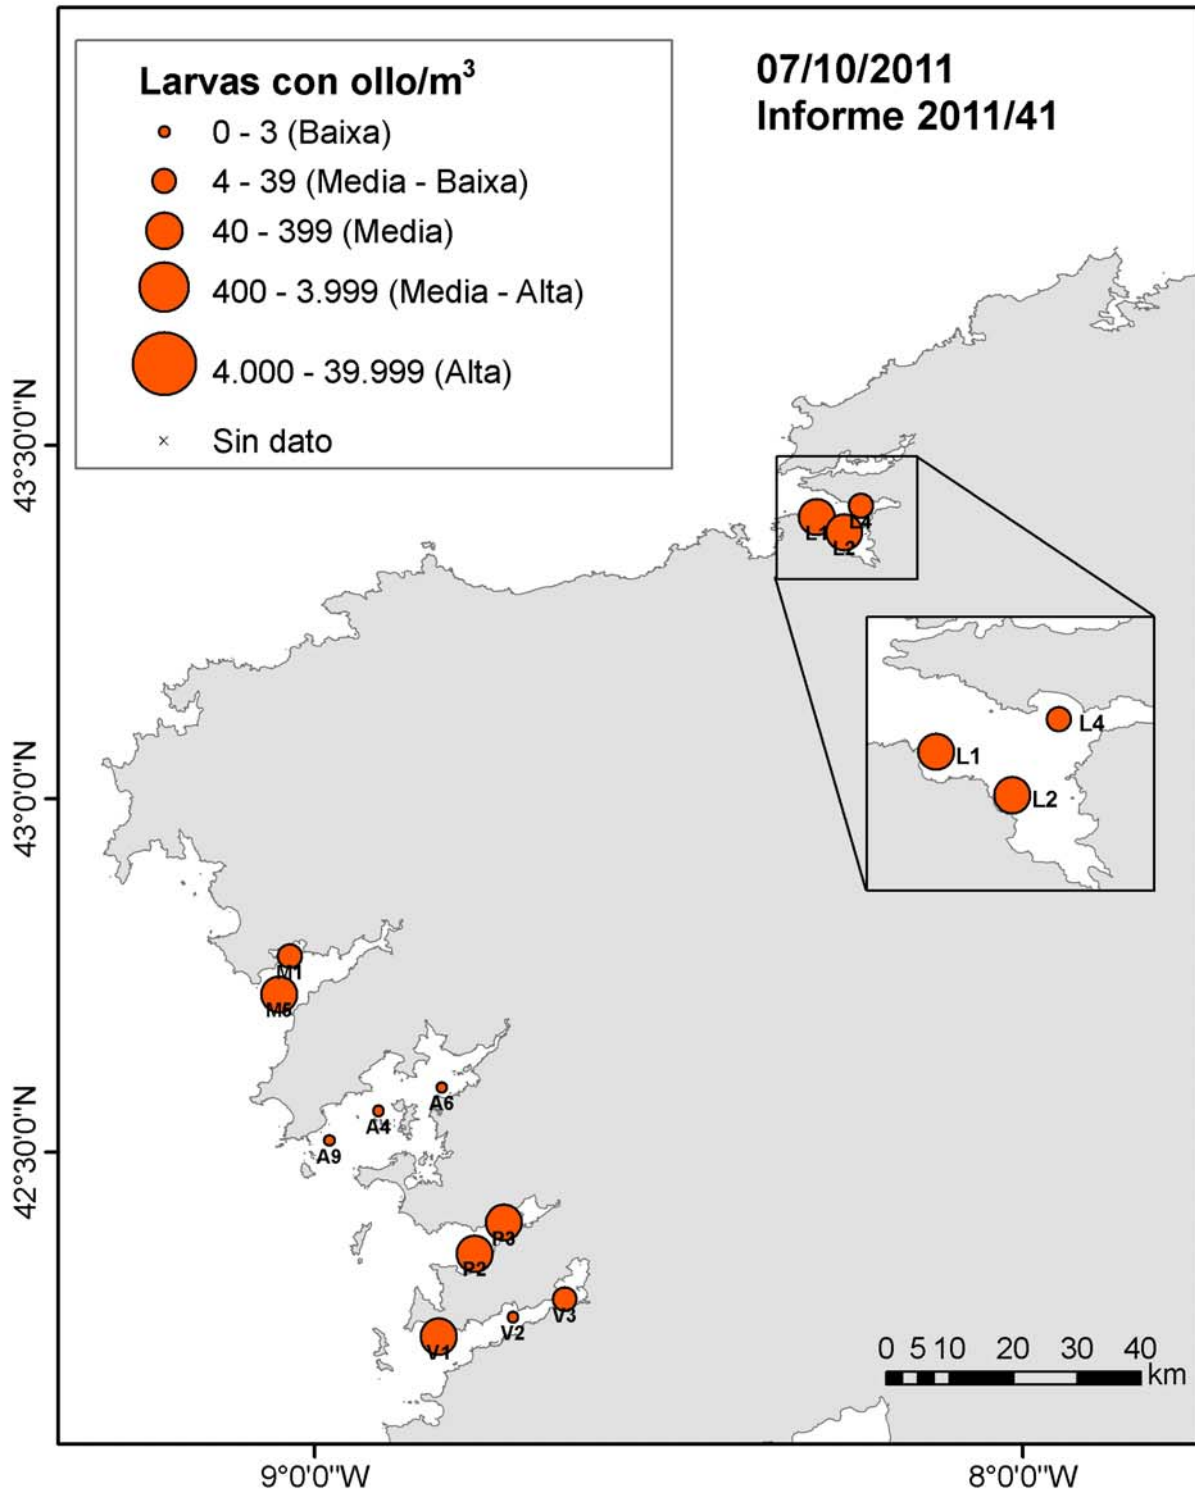 Larvas con ollo/m³
0 - 3 (Baixa)
4 - 39 (Media - Baixa)
40 - 399 (Media)
400 - 3.999 (Media - Alta)
4.000 - 39.999 (Alta)
Sin dato
07/10/2011
Informe 2011/41
43°30'0"N
43°0'0"N
42°30'0"N
9°0'0"W
8°0'0"W
L1
L2
L4
L4
L1
L2
M1
M5
A6
A4
A9
P3
P2
V3
V2
V1
0 5 10 20 30 40
km